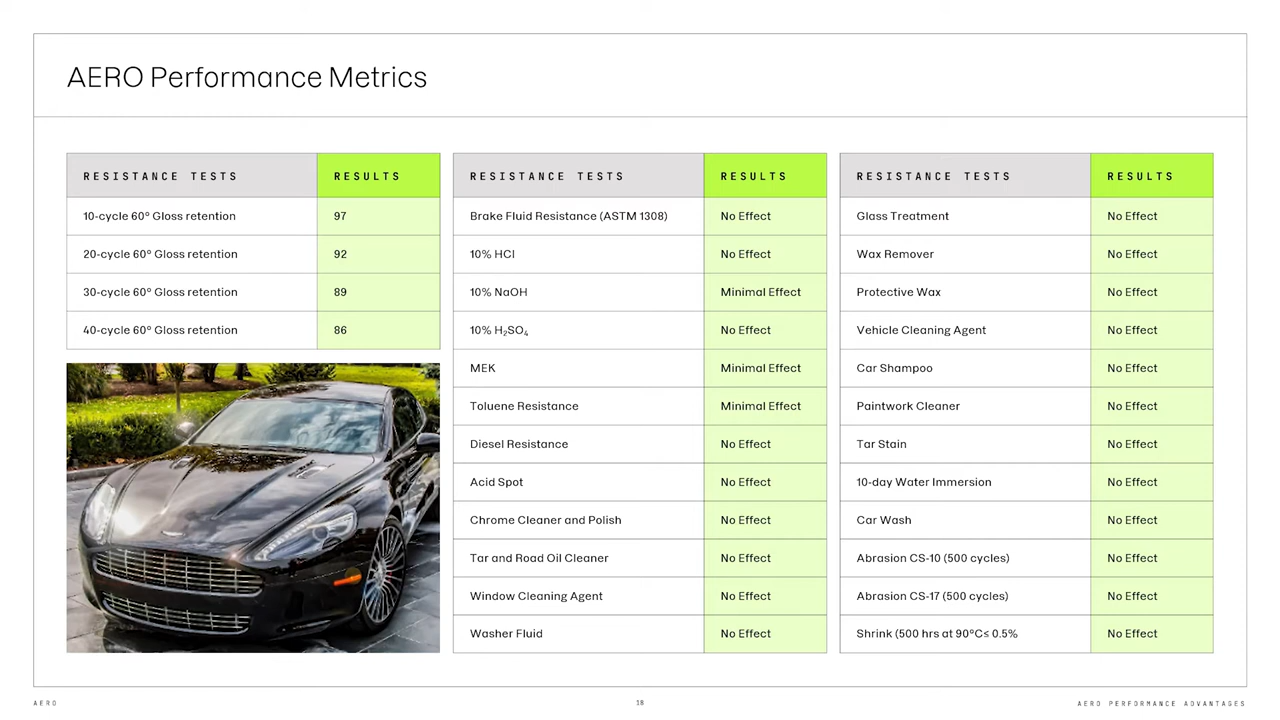 AERO Performance Metrics
RESISTANCE TESTS RESULTS
10-cycle 60° Gloss retention 97
20-cycle 60° Gloss retention 92
30-cycle 60° Gloss retention 89
40-cycle 60° Gloss retention 86
RESISTANCE TESTS RESULTS
Brake Fluid Resistance (ASTM 1308) No Effect
10% HCl No Effect
10% NaOH Minimal Effect
10% H₂SO₄ No Effect
MEK Minimal Effect
Toluene Resistance Minimal Effect
Diesel Resistance No Effect
Acid Spot No Effect
Chrome Cleaner and Polish No Effect
Tar and Road Oil Cleaner No Effect
Window Cleaning Agent No Effect
Washer Fluid No Effect
RESISTANCE TESTS RESULTS
Glass Treatment No Effect
Wax Remover No Effect
Protective Wax No Effect
Vehicle Cleaning Agent No Effect
Car Shampoo No Effect
Paintwork Cleaner No Effect
Tar Stain No Effect
10-day Water Immersion No Effect
Car Wash No Effect
Abrasion CS-10 (500 cycles) No Effect
Abrasion CS-17 (500 cycles) No Effect
Shrink (500 hrs at 90°C≤ 0.5% No Effect
AERO 18 AERO PERFORMANCE ADVANTAGES